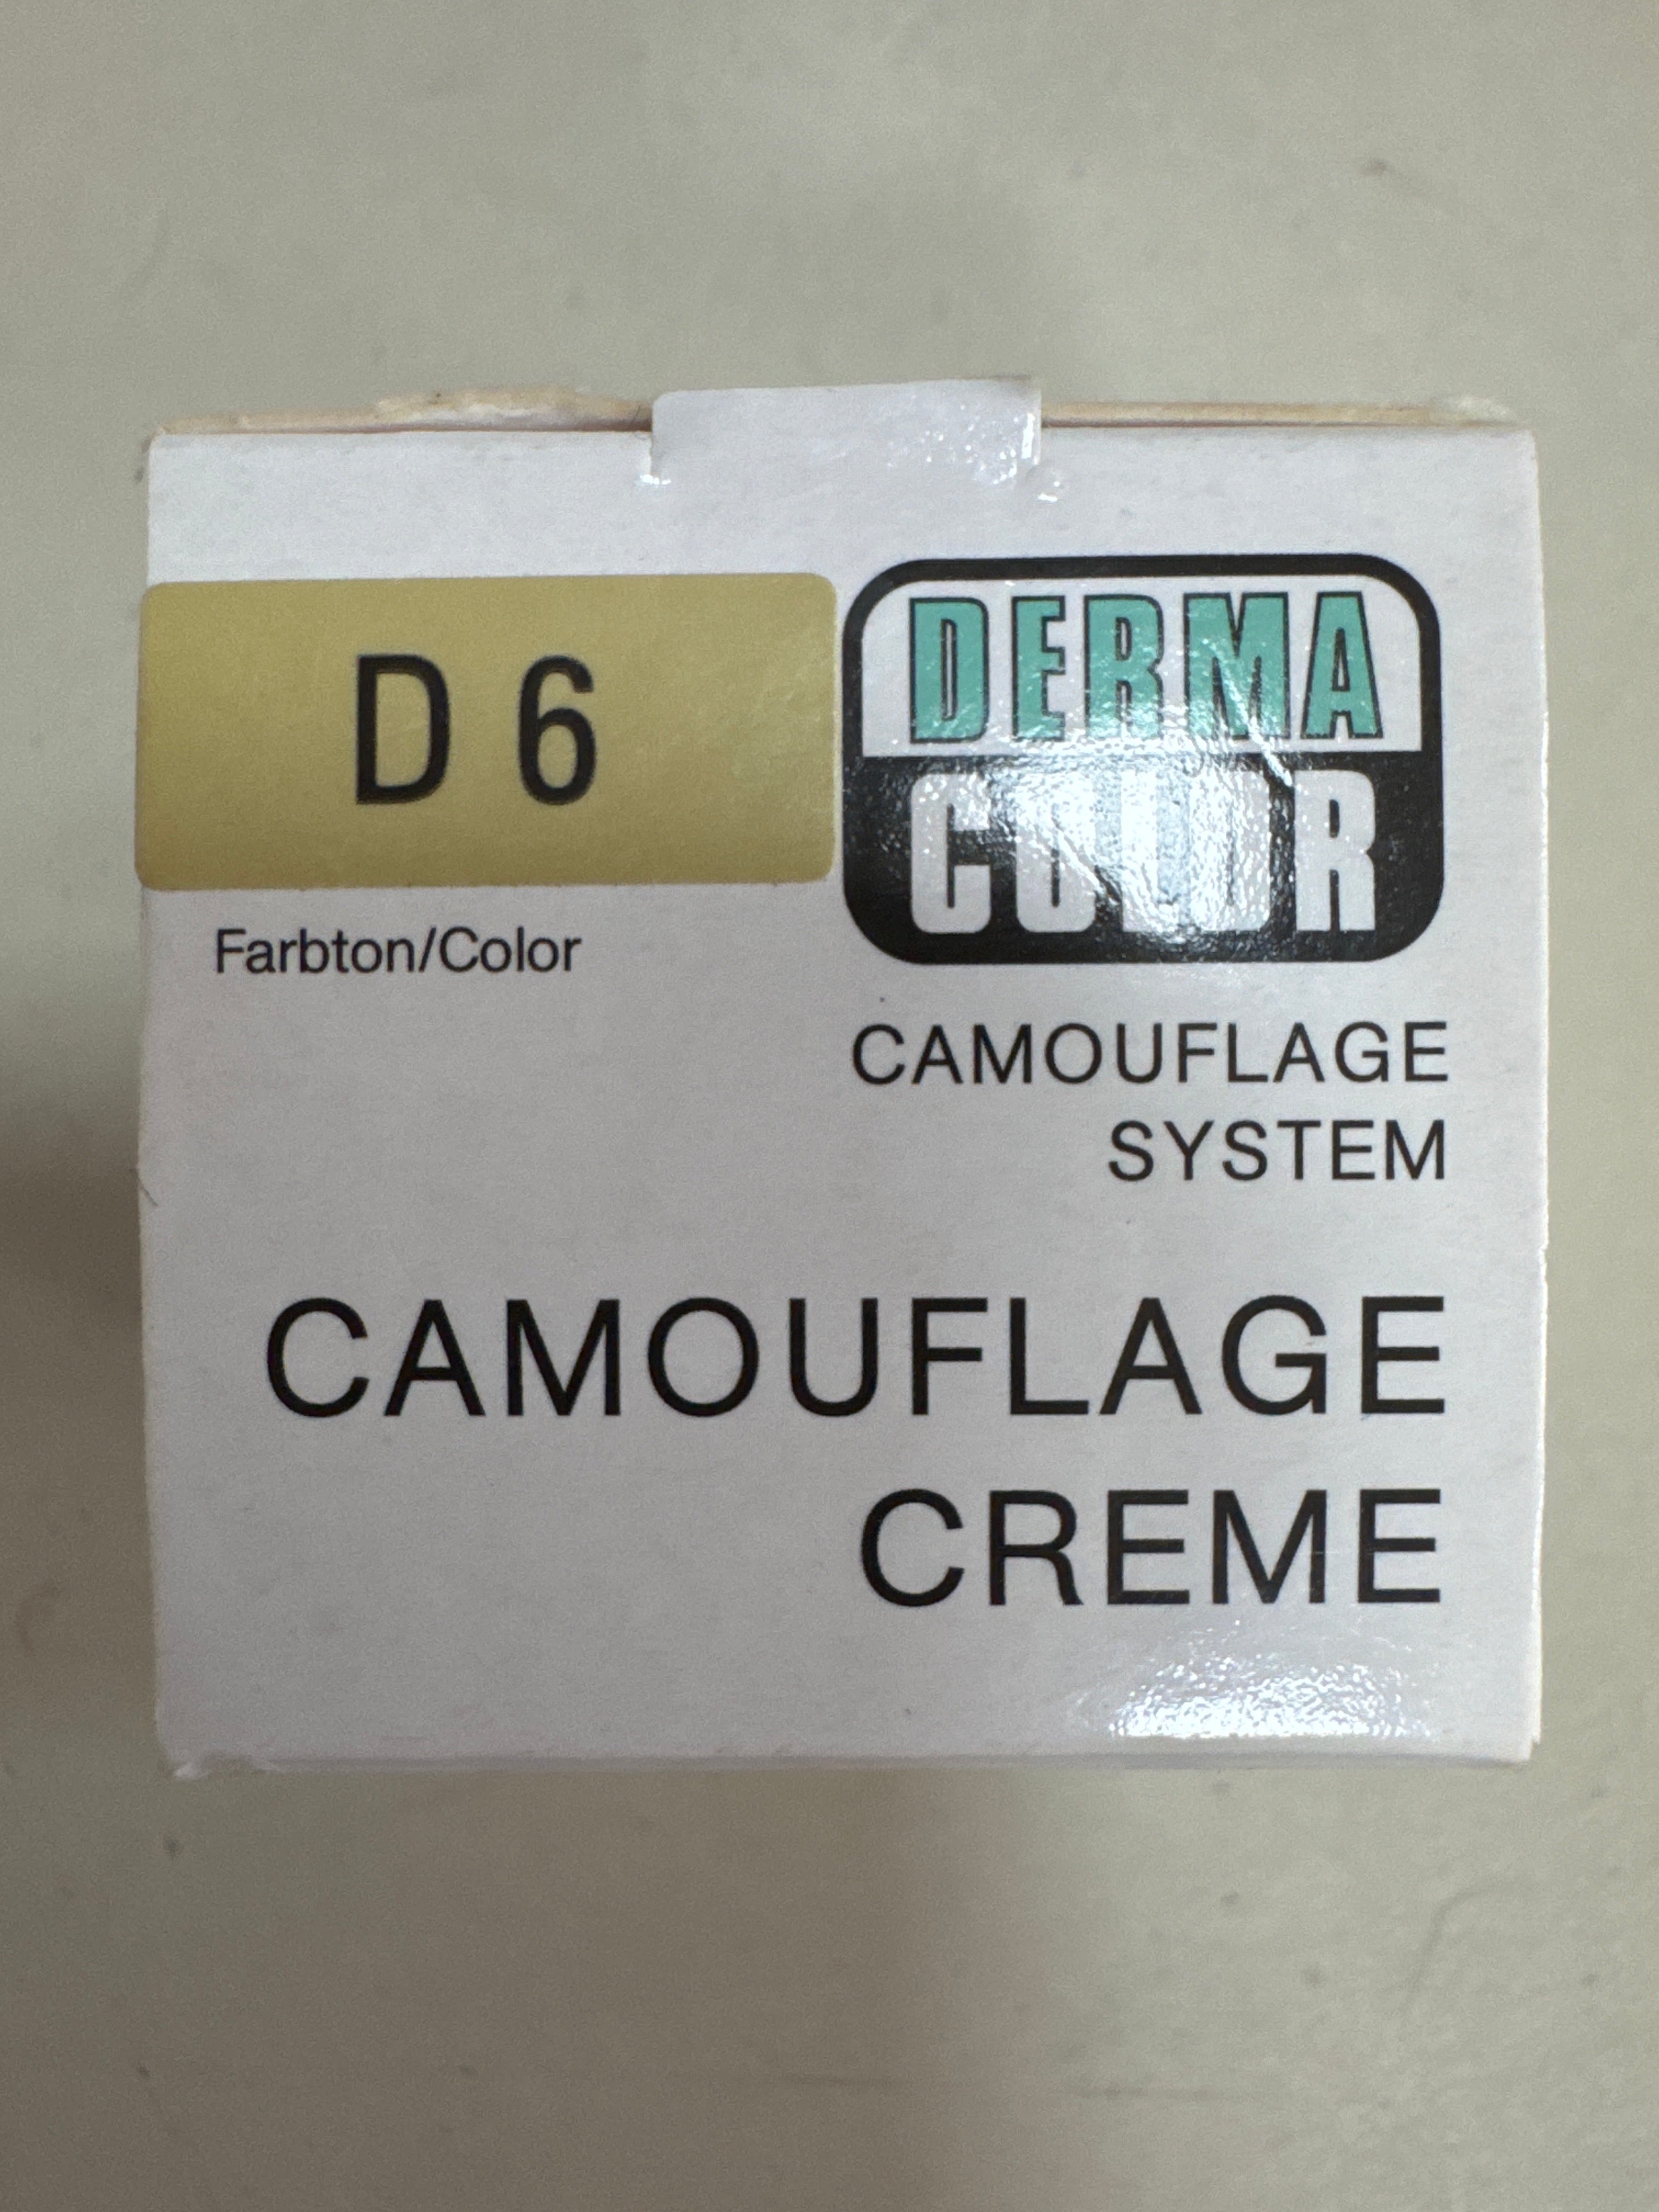 D 6
Farbton/Color
DERMA
COLOR
CAMOUFLAGE
SYSTEM
CAMOUFLAGE
CREME